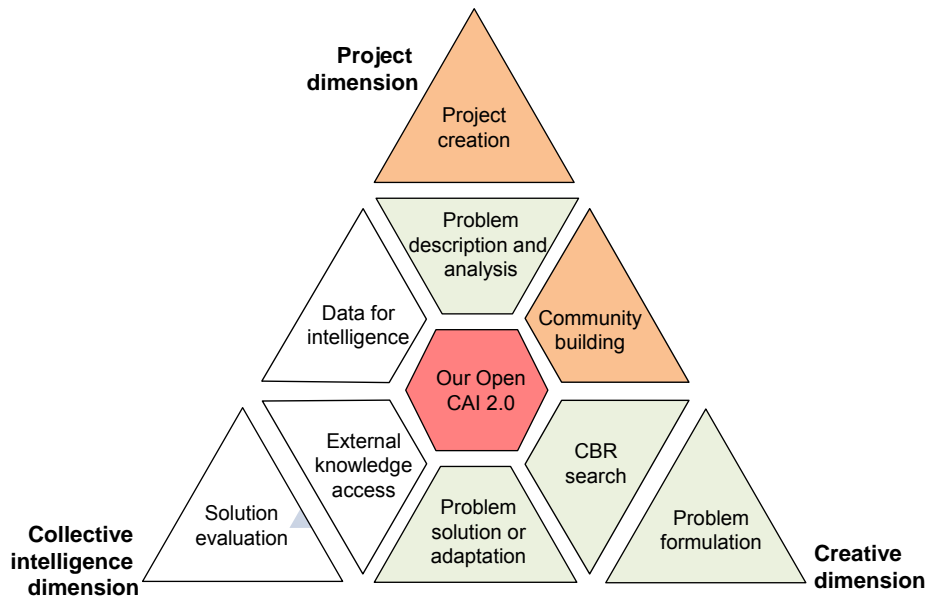 Project
dimension
Project
creation
Problem
description and
analysis
Data for
intelligence
Community
building
Our Open
CAI 2.0
External
knowledge
access
CBR
search
Solution
evaluation
Problem
solution or
adaptation
Problem
formulation
Collective
intelligence
dimension
Creative
dimension